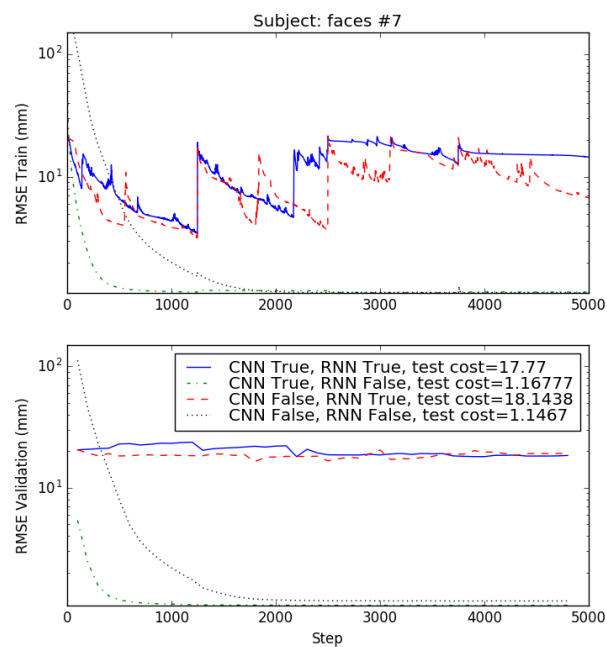 Subject: faces #7
10²
10¹
RMSE Train (mm)
0 1000 2000 3000 4000 5000
CNN True, RNN True, test cost=17.77
CNN True, RNN False, test cost=1.16777
CNN False, RNN True, test cost=18.1438
CNN False, RNN False, test cost=1.1467
10²
10¹
RMSE Validation (mm)
0 1000 2000 3000 4000 5000
Step